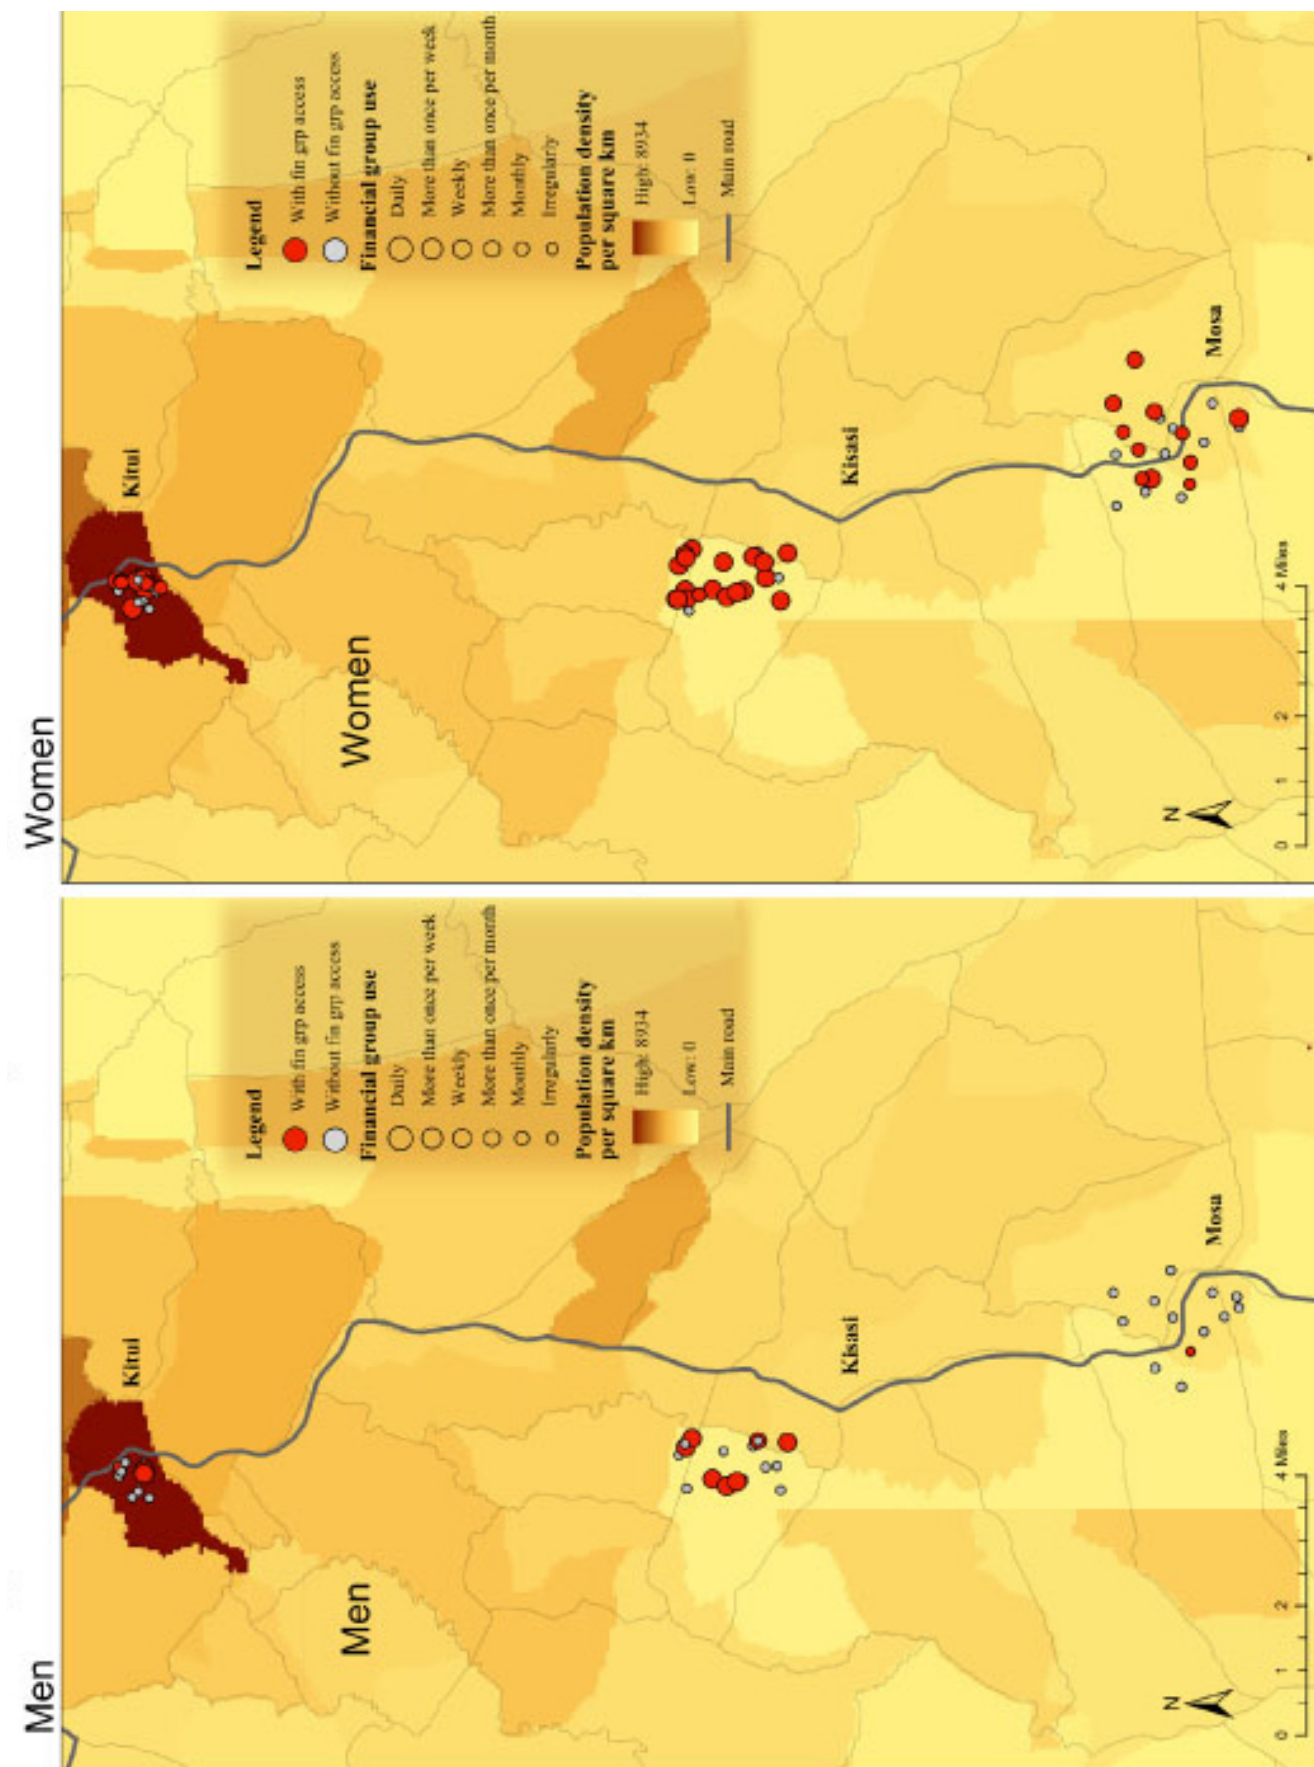 Men
Kitui
Men
Kisasi
Mosa
Legend
With fin grp access
Without fin grp access
Financial group use
Daily
More than once per week
Weekly
More than once per month
Monthly
Irregularly
Population density
per square km
High: 8934
Low: 0
Main road
N
0 1 2 4 Miles
Women
Kitui
Women
Kisasi
Mosa
Legend
With fin grp access
Without fin grp access
Financial group use
Daily
More than once per week
Weekly
More than once per month
Monthly
Irregularly
Population density
per square km
High: 8934
Low: 0
Main road
N
0 1 2 4 Miles